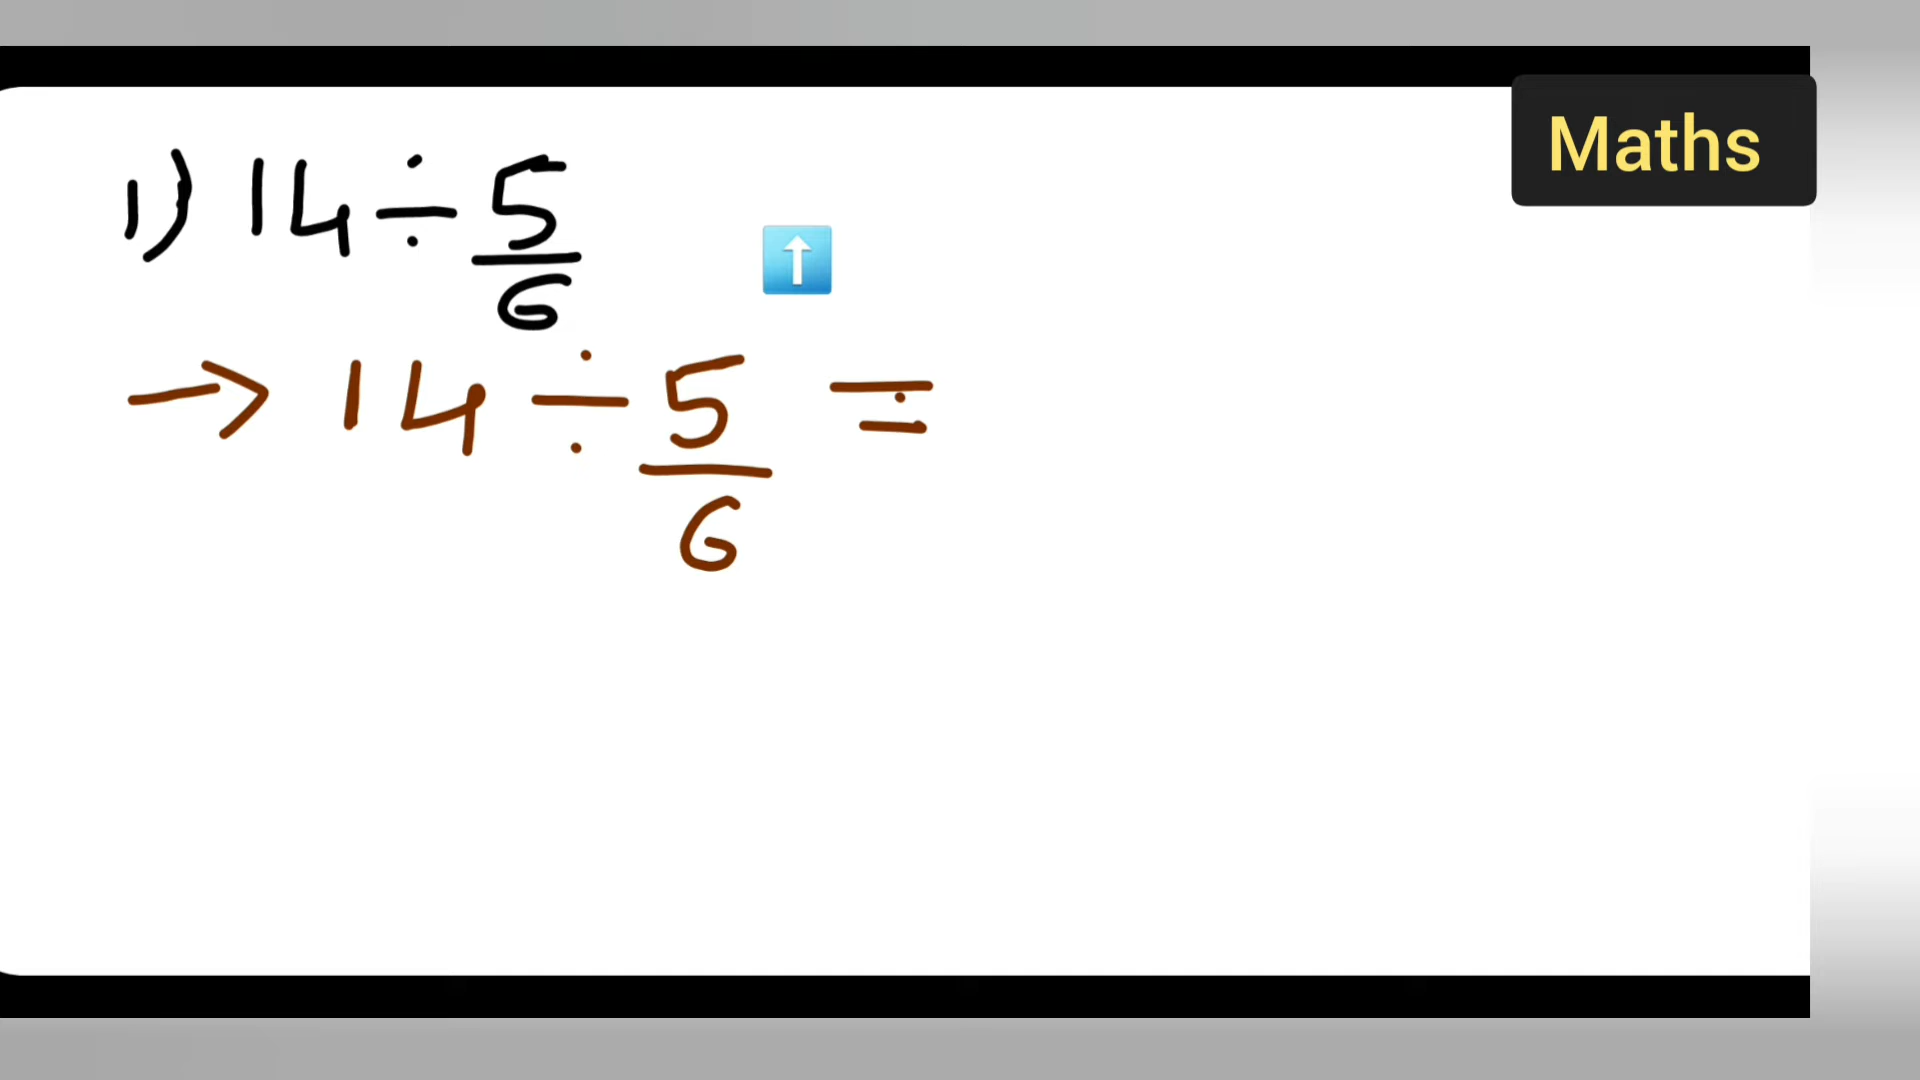 Maths
1) 14 ÷ 5/6
→ 14 ÷ 5/6 =